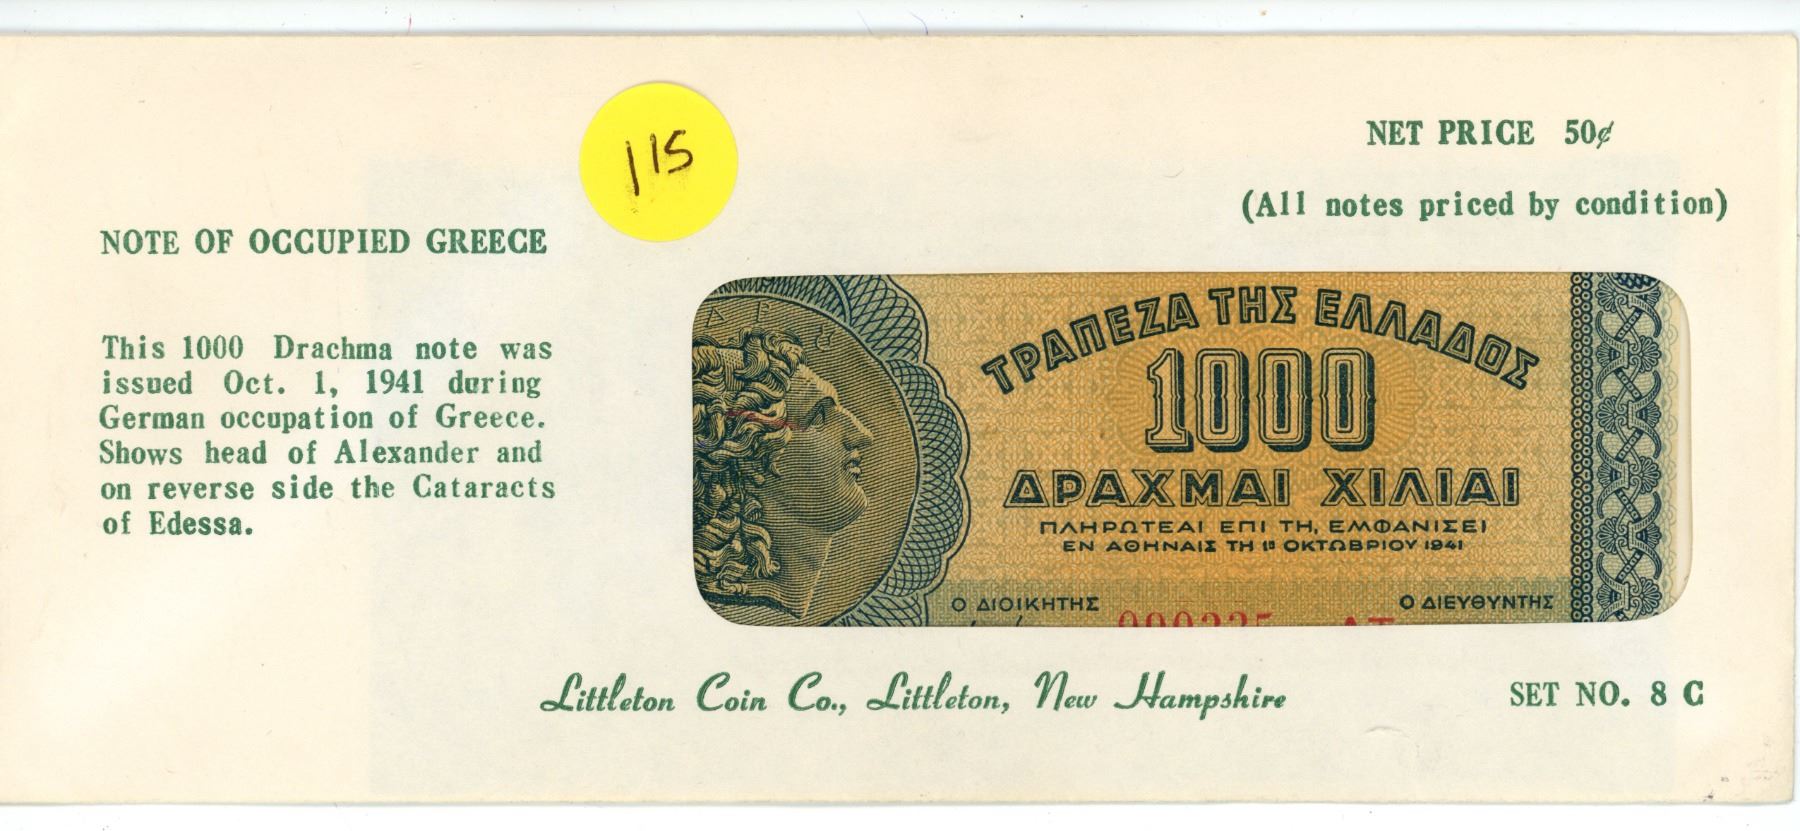 115
NET PRICE 50¢
(All notes priced by condition)
NOTE OF OCCUPIED GREECE
This 1000 Drachma note was
issued Oct. 1, 1941 during
German occupation of Greece.
Shows head of Alexander and
on reverse side the Cataracts
of Edessa.
ΤΡΑΠΕΖΑ ΤΗΣ ΕΛΛΑΔΟΣ
1000
ΔΡΑΧΜΑΙ ΧΙΛΙΑΙ
ΠΛΗΡΩΤΕΑΙ ΕΠΙ ΤΗ, ΕΜΦΑΝΙΣΕΙ
ΕΝ ΑΘΗΝΑΙΣ ΤΗ 1ῃ ΟΚΤΩΒΡΙΟΥ 1941
Ο ΔΙΟΙΚΗΤΗΣ
Ο ΔΙΕΥΘΥΝΤΗΣ
Littleton Coin Co., Littleton, New Hampshire
SET NO. 8 C